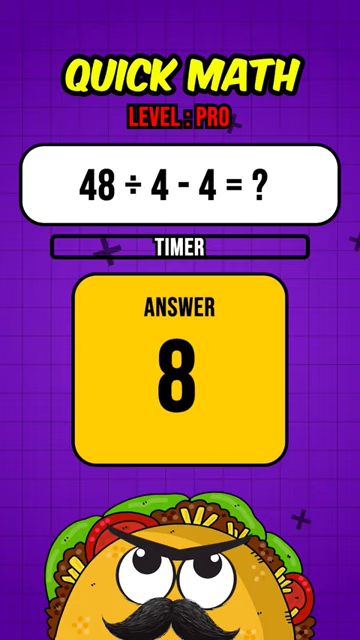 QUICK MATH
LEVEL : PRO
48 ÷ 4 - 4 = ?
TIMER
ANSWER
8